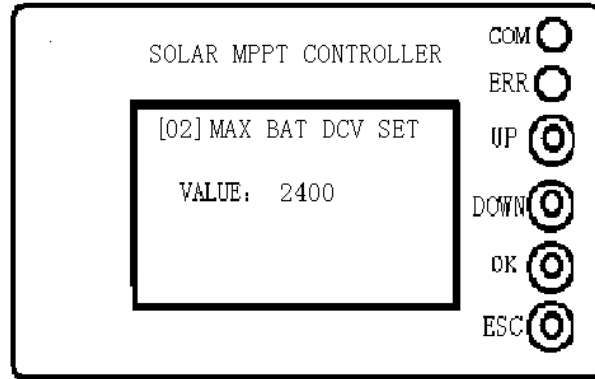 SOLAR MPPT CONTROLLER
[02]MAX BAT DCV SET
VALUE: 2400
COM
ERR
UP
DOWN
OK
ESC